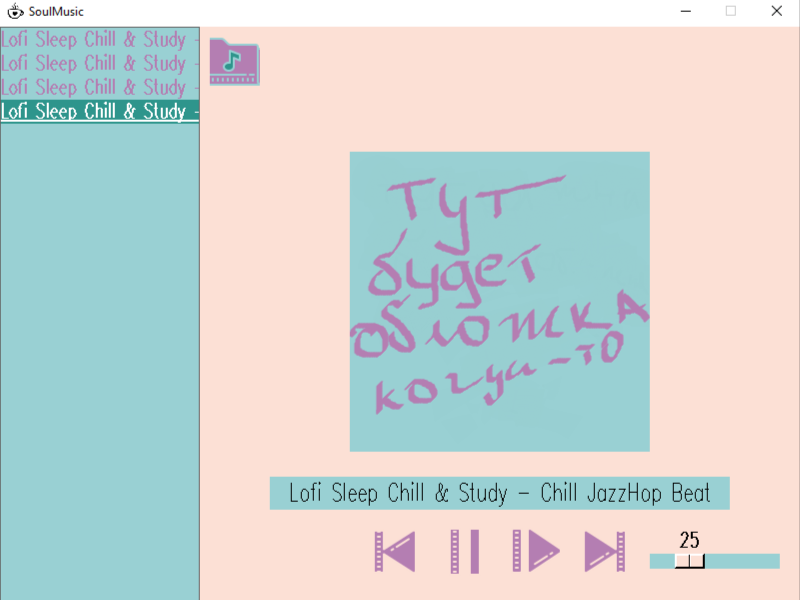 SoulMusic
Lofi Sleep Chill & Study -
Lofi Sleep Chill & Study -
Lofi Sleep Chill & Study -
Lofi Sleep Chill & Study -
тут
будет
обложка
когда-то
Lofi Sleep Chill & Study - Chill JazzHop Beat
25